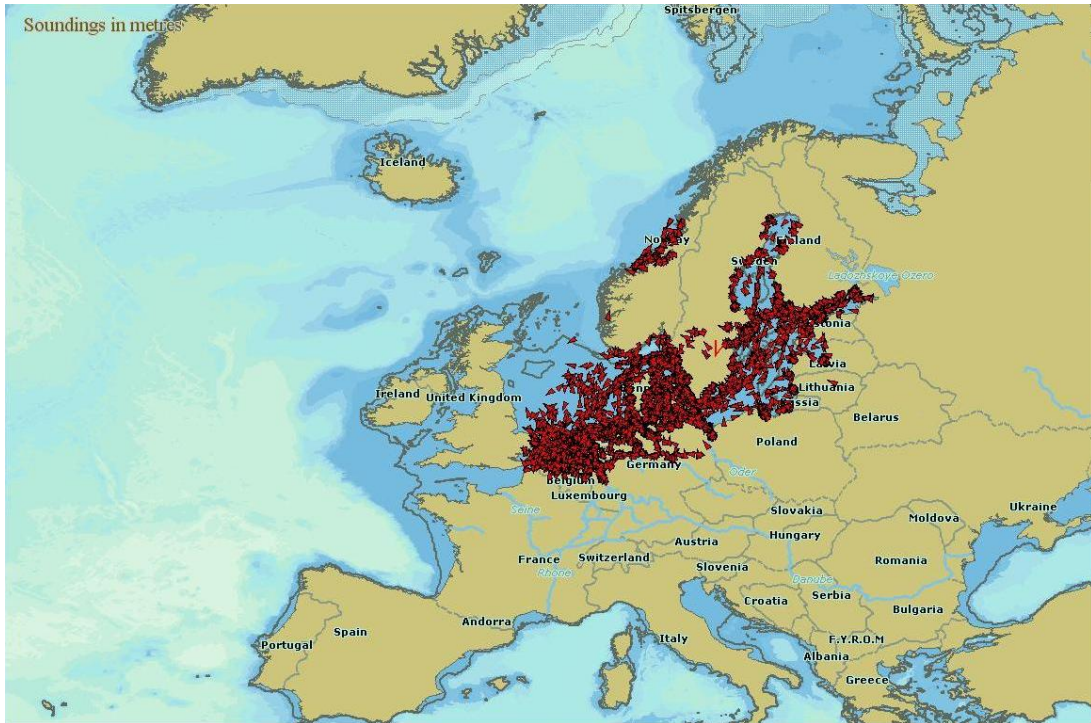 Spitsbergen
Soundings in metres
Iceland
Norway
Finland
Sweden
Ladozhskoye Ozero
Estonia
Latvia
Lithuania
Russia
Ireland
United Kingdom
Belarus
Poland
Germany
Oder
Belgium
Luxembourg
Seine
Slovakia
Ukraine
Moldova
Hungary
Austria
France
Switzerland
Romania
Slovenia
Rhône
Danube
Croatia
Serbia
Bulgaria
Andorra
Spain
Portugal
Italy
F.Y.R.O.M
Albania
Greece